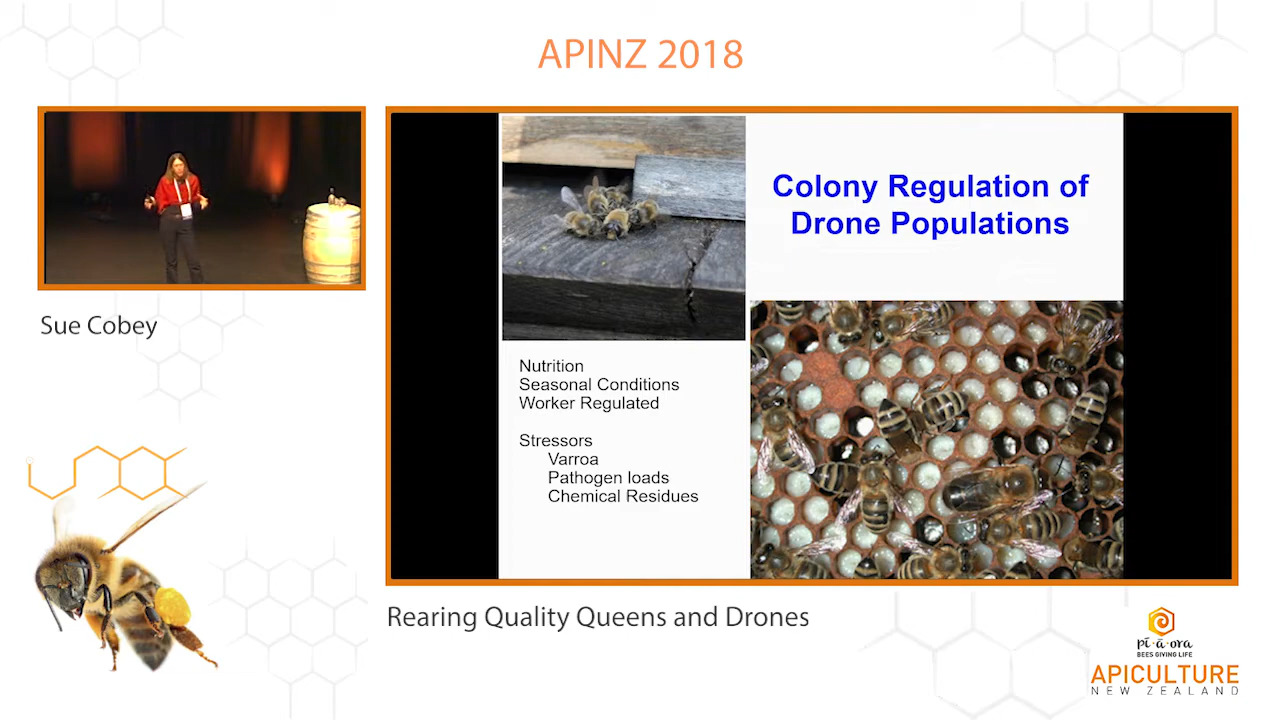 APINZ 2018
Sue Cobey
Colony Regulation of
Drone Populations
Nutrition
Seasonal Conditions
Worker Regulated
Stressors
Varroa
Pathogen loads
Chemical Residues
Rearing Quality Queens and Drones
pī·ā·ora
BEES GIVING LIFE
APICULTURE
NEW ZEALAND